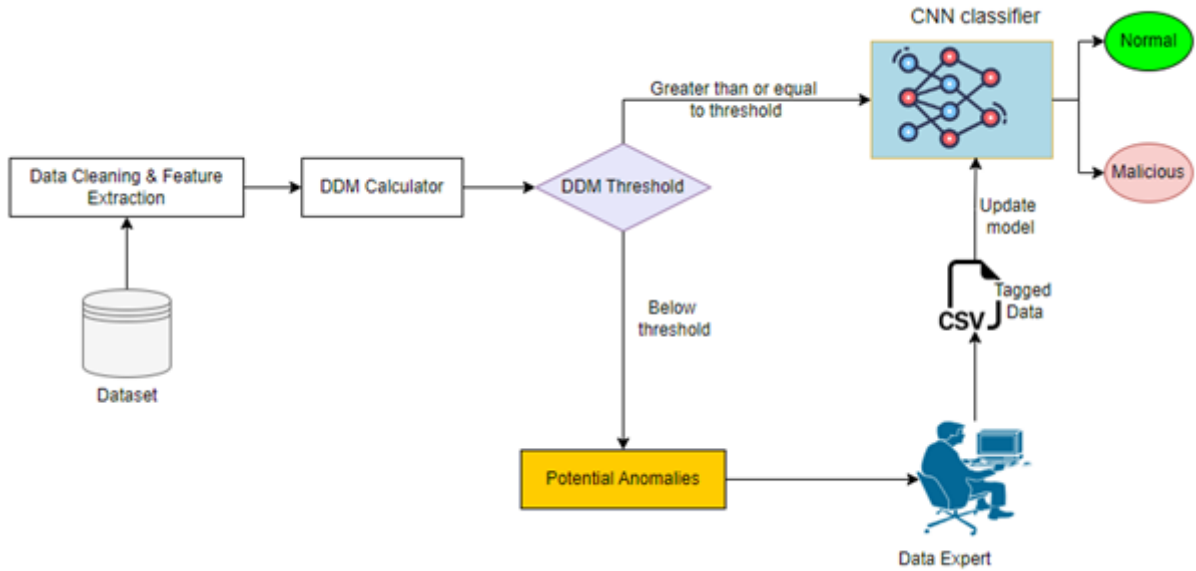 CNN classifier
Normal
Greater than or equal
to threshold
Malicious
Data Cleaning & Feature
Extraction
DDM Calculator
DDM Threshold
Update
model
Below
threshold
Tagged
Data
CSV
Dataset
Potential Anomalies
Data Expert